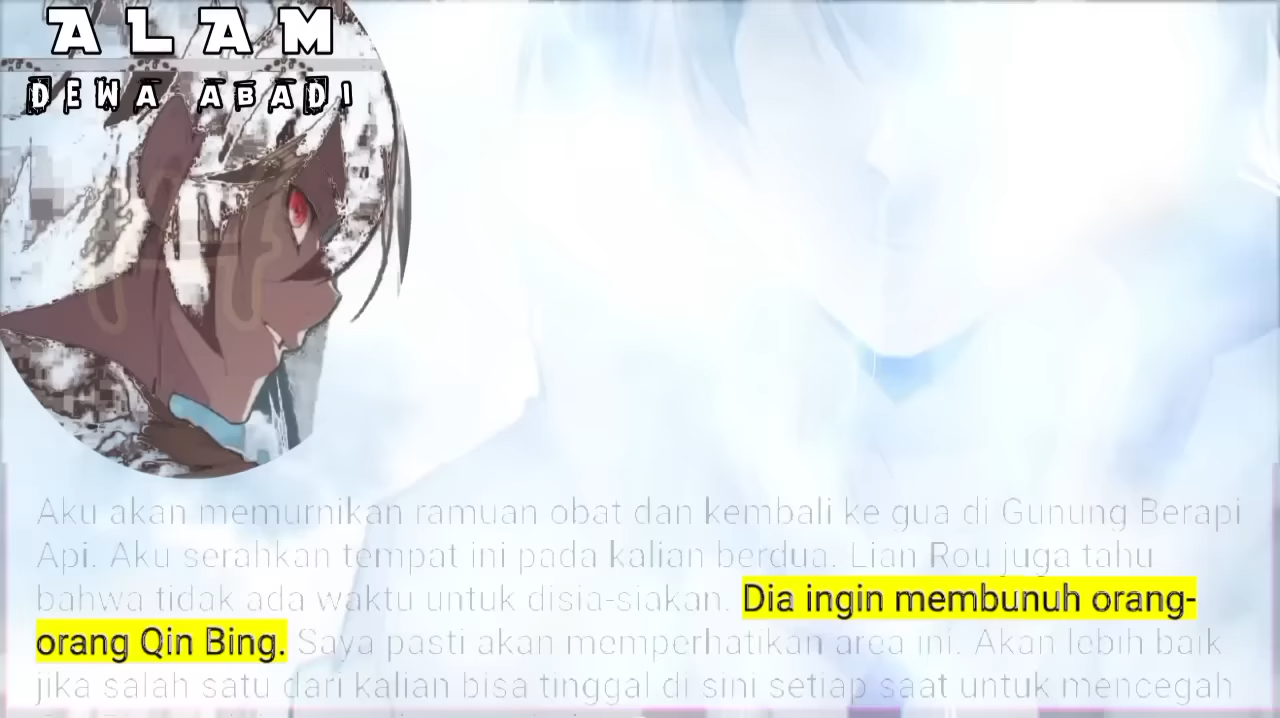 ALAM
DEWA ABADI
Aku akan memurnikan ramuan obat dan kembali ke gua di Gunung Berapi
Api. Aku serahkan tempat ini pada kalian berdua. Lian Rou juga tahu
bahwa tidak ada waktu untuk disia-siakan. Dia ingin membunuh orang-
orang Qin Bing. Saya pasti akan memperhatikan area ini. Akan lebih baik
jika salah satu dari kalian bisa tinggal di sini setiap saat untuk mencegah